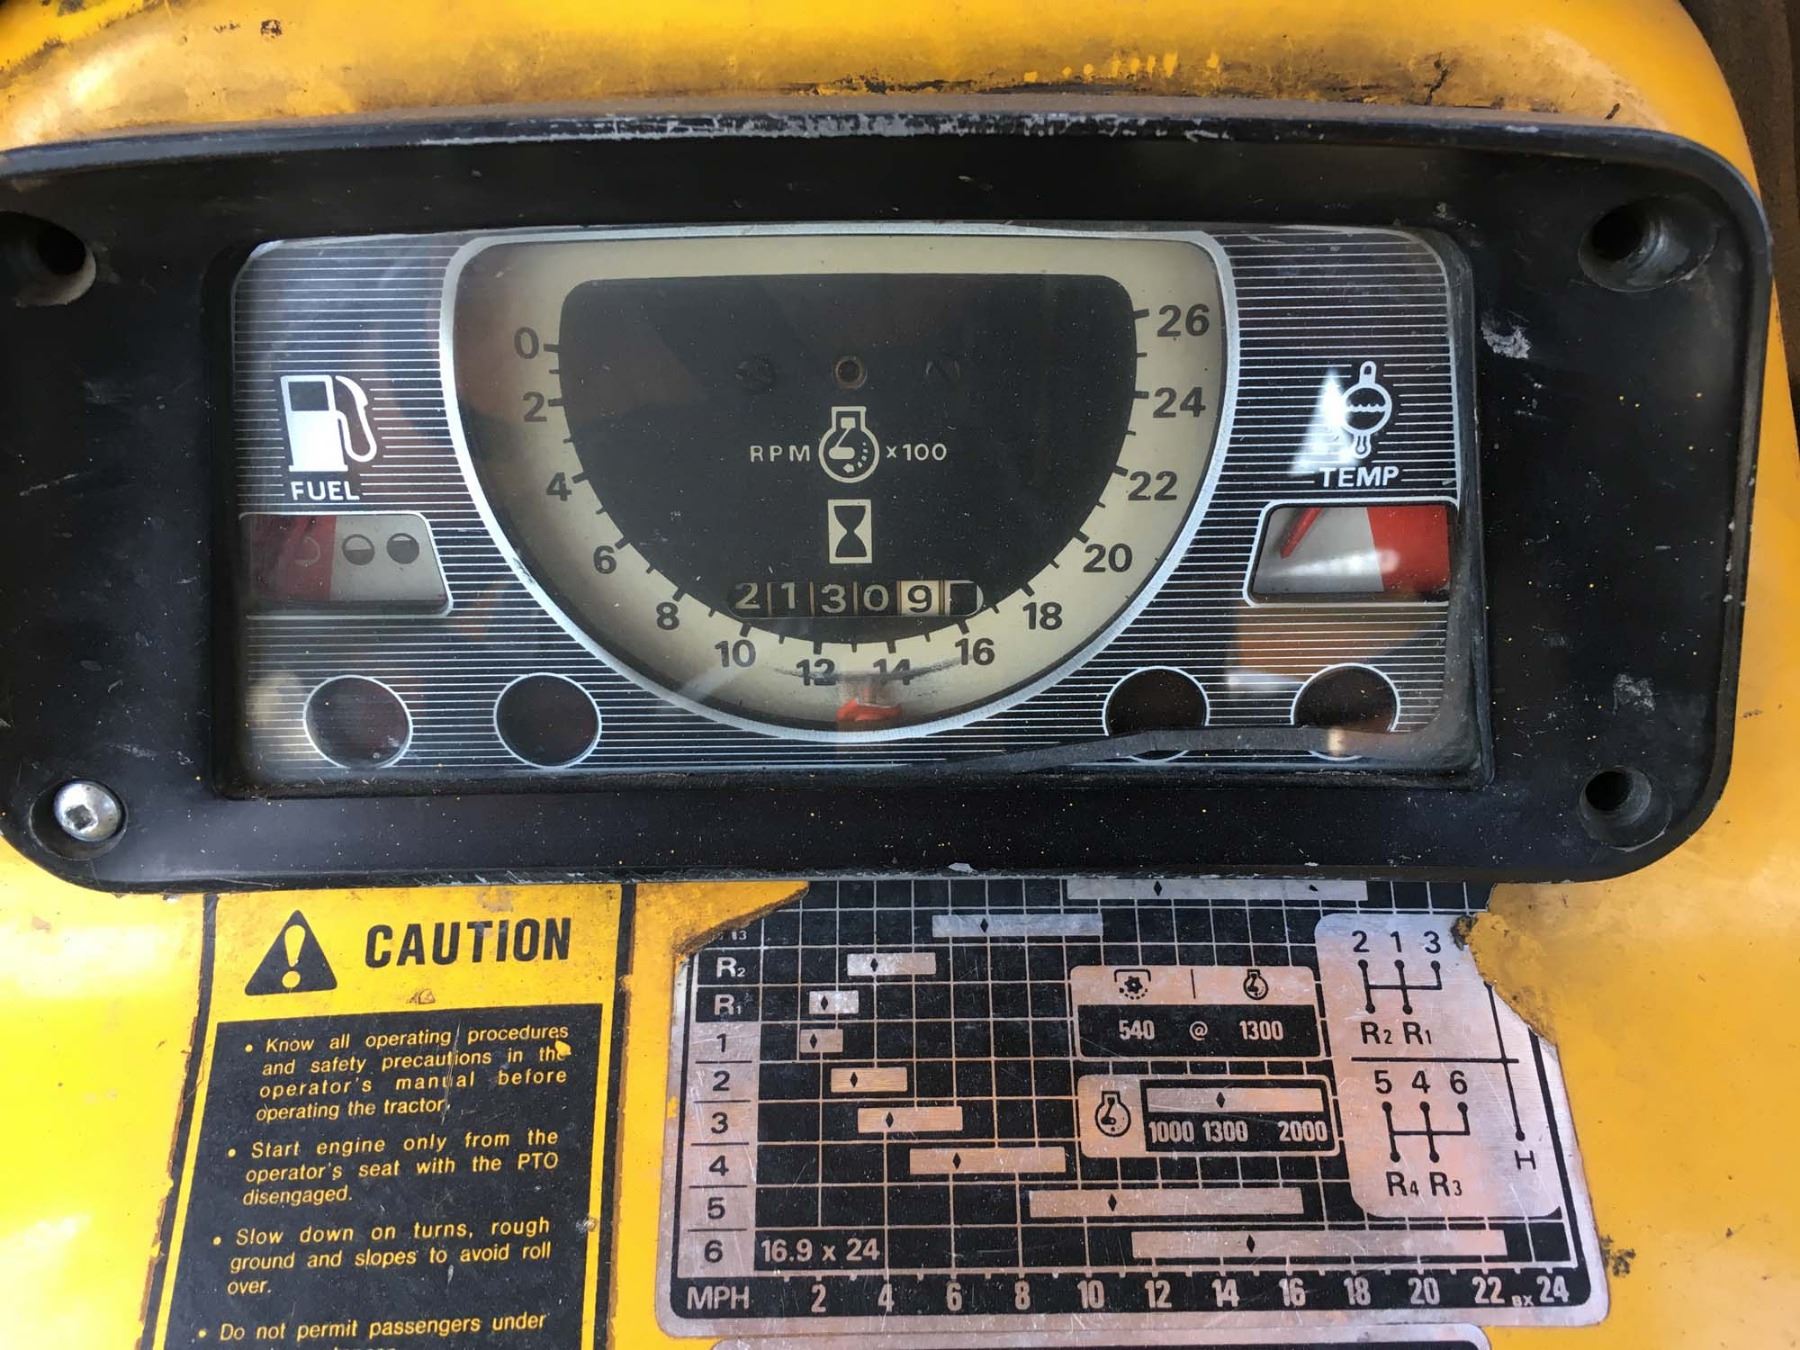 0
2
4
6
8
10
12
14
16
18
20
22
24
26
RPM x100
21309
FUEL
TEMP
CAUTION
• Know all operating procedures
and safety precautions in the
operator's manual before
operating the tractor.
• Start engine only from the
operator's seat with the PTO
disengaged.
• Slow down on turns, rough
ground and slopes to avoid roll
over.
• Do not permit passengers under
R2
R1
1
2
3
4
5
6 16.9 x 24
MPH 2 4 6 8 10 12 14 16 18 20 22 BX 24
540 @ 1300
1000 1300 2000
2 1 3
R2 R1
5 4 6
R4 R3
H